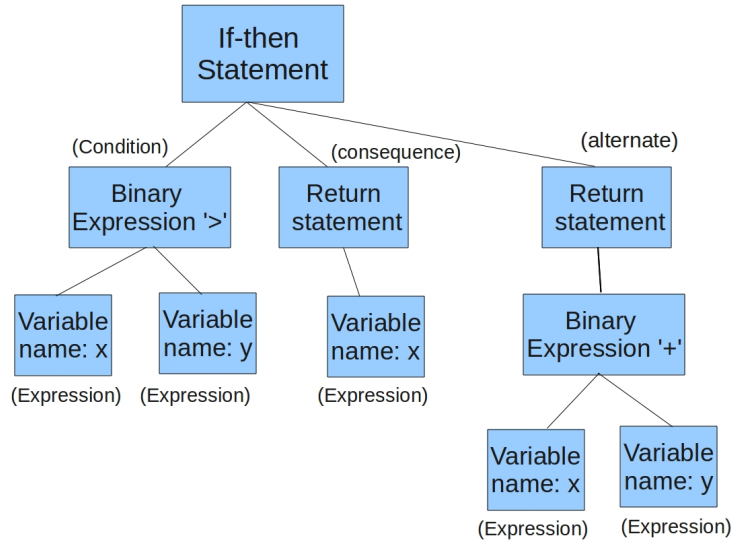 If-then
Statement
(Condition)
(consequence)
(alternate)
Binary
Expression '>'
Return
statement
Return
statement
Variable
name: x
Variable
name: y
Variable
name: x
Binary
Expression '+'
(Expression)
(Expression)
(Expression)
Variable
name: x
Variable
name: y
(Expression)
(Expression)